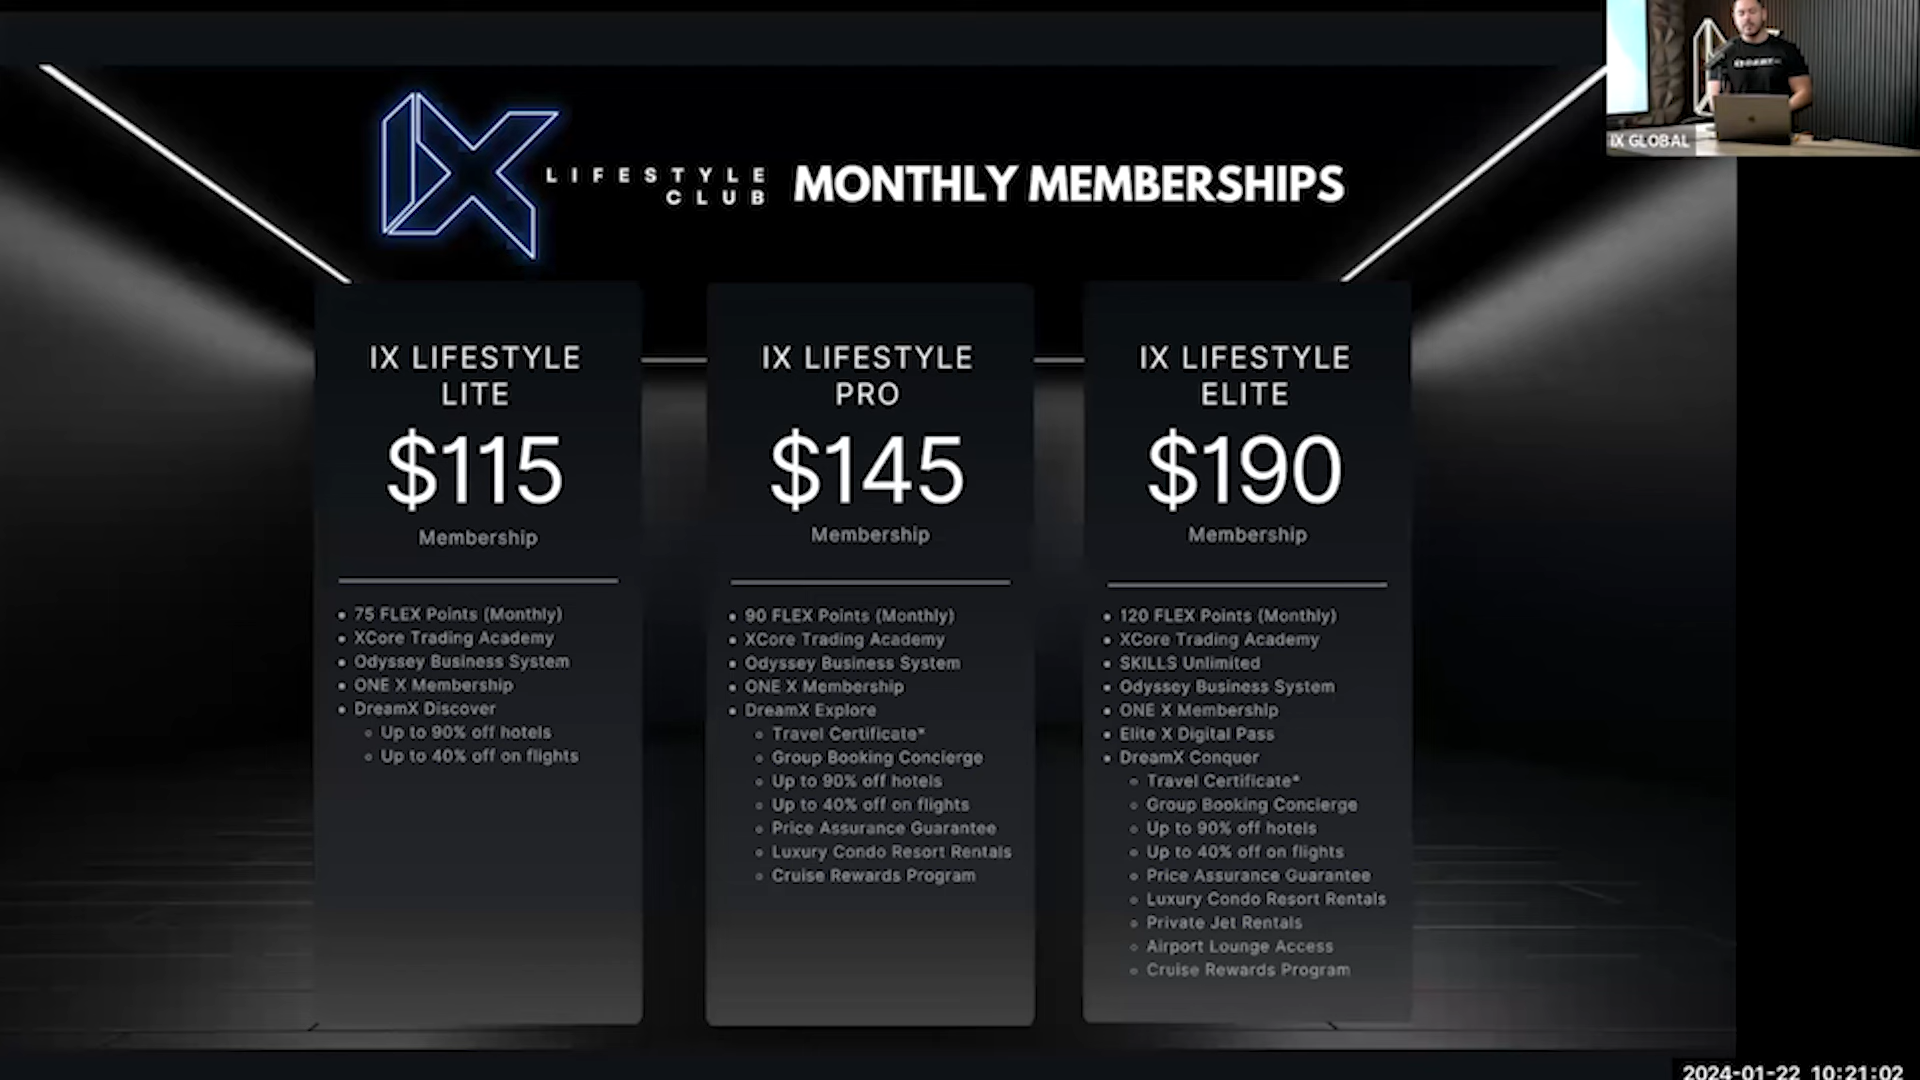 IX GLOBAL
IX
LIFESTYLE
CLUB
MONTHLY MEMBERSHIPS
IX LIFESTYLE
LITE
$115
Membership
• 75 FLEX Points (Monthly)
• XCore Trading Academy
• Odyssey Business System
• ONE X Membership
• DreamX Discover
◦ Up to 90% off hotels
◦ Up to 40% off on flights
IX LIFESTYLE
PRO
$145
Membership
• 90 FLEX Points (Monthly)
• XCore Trading Academy
• Odyssey Business System
• ONE X Membership
• DreamX Explore
◦ Travel Certificate*
◦ Group Booking Concierge
◦ Up to 90% off hotels
◦ Up to 40% off on flights
◦ Price Assurance Guarantee
◦ Luxury Condo Resort Rentals
◦ Cruise Rewards Program
IX LIFESTYLE
ELITE
$190
Membership
• 120 FLEX Points (Monthly)
• XCore Trading Academy
• SKILLS Unlimited
• Odyssey Business System
• ONE X Membership
• Elite X Digital Pass
• DreamX Conquer
◦ Travel Certificate*
◦ Group Booking Concierge
◦ Up to 90% off hotels
◦ Up to 40% off on flights
◦ Price Assurance Guarantee
◦ Luxury Condo Resort Rentals
◦ Private Jet Rentals
◦ Airport Lounge Access
◦ Cruise Rewards Program
2024-01-22 10:21:02